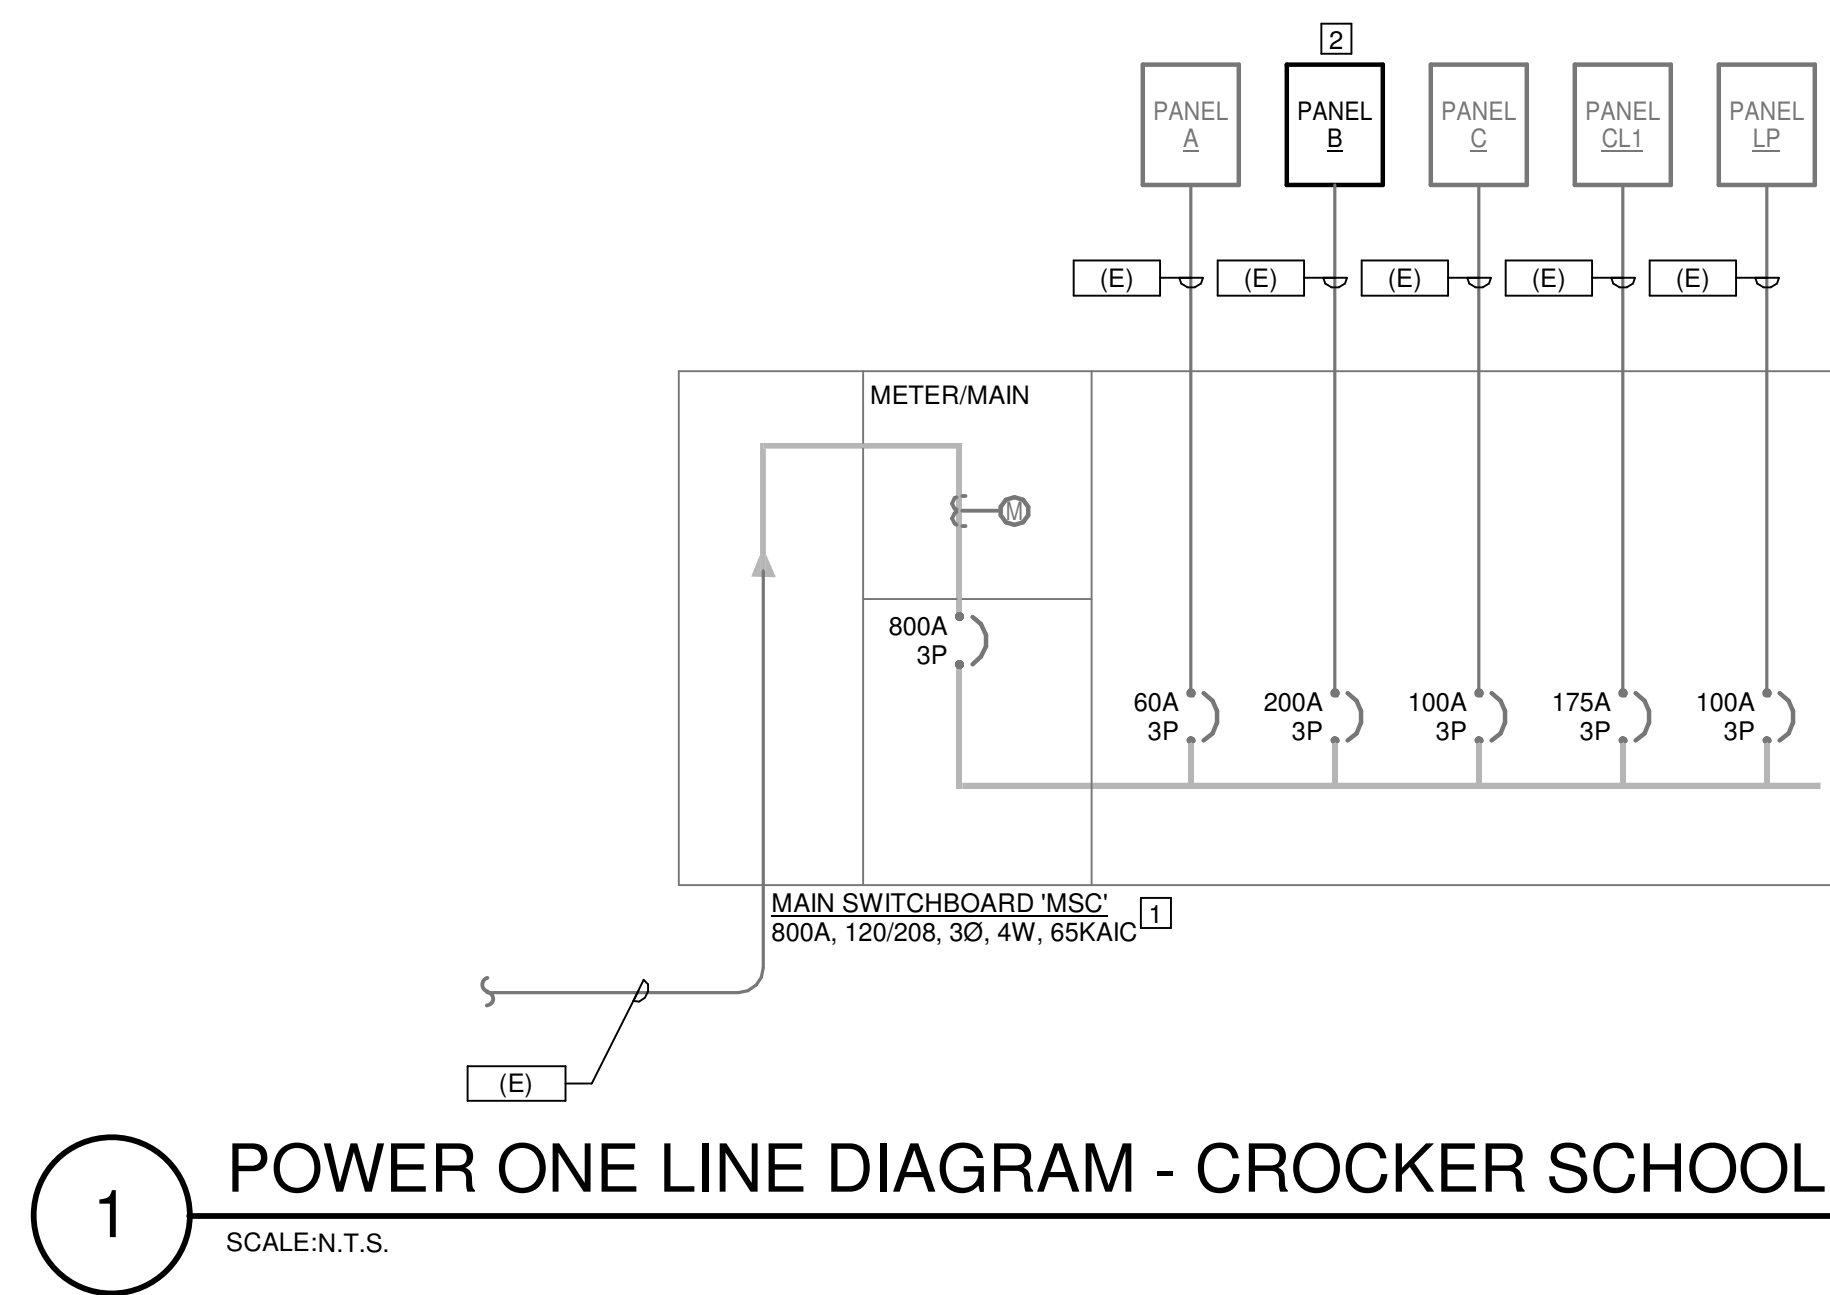 2
PANEL
A
PANEL
B
PANEL
C
PANEL
CL1
PANEL
LP
(E)
(E)
(E)
(E)
(E)
METER/MAIN
M
800A
3P
60A
3P
200A
3P
100A
3P
175A
3P
100A
3P
MAIN SWITCHBOARD 'MSC'
800A, 120/208, 3Ø, 4W, 65KAIC
1
(E)
1
POWER ONE LINE DIAGRAM - CROCKER SCHOOL
SCALE:N.T.S.